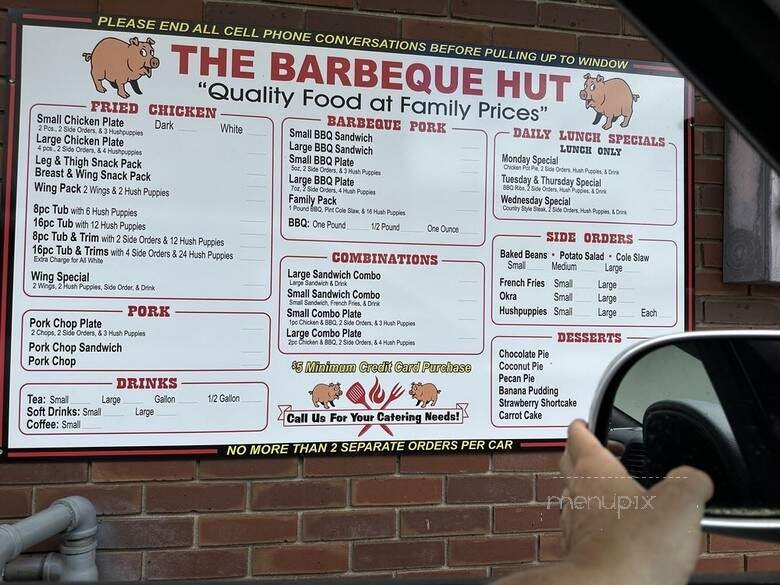 PLEASE END ALL CELL PHONE CONVERSATIONS BEFORE PULLING UP TO WINDOW
THE BARBEQUE HUT
"Quality Food at Family Prices"
FRIED CHICKEN
Small Chicken Plate Dark White
2 Pcs., 2 Side Orders, & 3 Hushpuppies
Large Chicken Plate
4 pcs., 2 Side Orders, & 4 Hushpuppies
Leg & Thigh Snack Pack
Breast & Wing Snack Pack
Wing Pack 2 Wings & 2 Hush Puppies
8pc Tub with 6 Hush Puppies
16pc Tub with 12 Hush Puppies
8pc Tub & Trim with 2 Side Orders & 12 Hush Puppies
16pc Tub & Trims with 4 Side Orders & 24 Hush Puppies
Extra Charge for All White
Wing Special
2 Wings, 2 Hush Puppies, Side Order, & Drink
PORK
Pork Chop Plate
2 Chops, 2 Side Orders, & 3 Hush Puppies
Pork Chop Sandwich
Pork Chop
DRINKS
Tea: Small Large Gallon 1/2 Gallon
Soft Drinks: Small Large
Coffee: Small
BARBEQUE PORK
Small BBQ Sandwich
Large BBQ Sandwich
Small BBQ Plate
5oz, 2 Side Orders, & 3 Hush Puppies
Large BBQ Plate
7oz, 2 Side Orders, 4 Hush Puppies
Family Pack
1 Pound BBQ, Pint Cole Slaw, & 16 Hush Puppies
BBQ: One Pound 1/2 Pound One Ounce
COMBINATIONS
Large Sandwich Combo
Large Sandwich & Drink
Small Sandwich Combo
Small Sandwich, French Fries, & Drink
Small Combo Plate
1pc Chicken & BBQ, 2 Side Orders, & 3 Hush Puppies
Large Combo Plate
2pc Chicken & BBQ, 2 Side Orders, & 4 Hush Puppies
$5 Minimum Credit Card Purchase
Call Us For Your Catering Needs!
DAILY LUNCH SPECIALS
LUNCH ONLY
Monday Special
Chicken Pot Pie, 2 Side Orders, Hush Puppies, & Drink
Tuesday & Thursday Special
BBQ Ribs, 2 Side Orders, Hush Puppies, & Drink
Wednesday Special
Country Style Steak, 2 Side Orders, Hush Puppies, & Drink
SIDE ORDERS
Baked Beans • Potato Salad • Cole Slaw
Small Medium Large
French Fries Small Large
Okra Small Large
Hushpuppies Small Large Each
DESSERTS
Chocolate Pie
Coconut Pie
Pecan Pie
Banana Pudding
Strawberry Shortcake
Carrot Cake
NO MORE THAN 2 SEPARATE ORDERS PER CAR
menupix